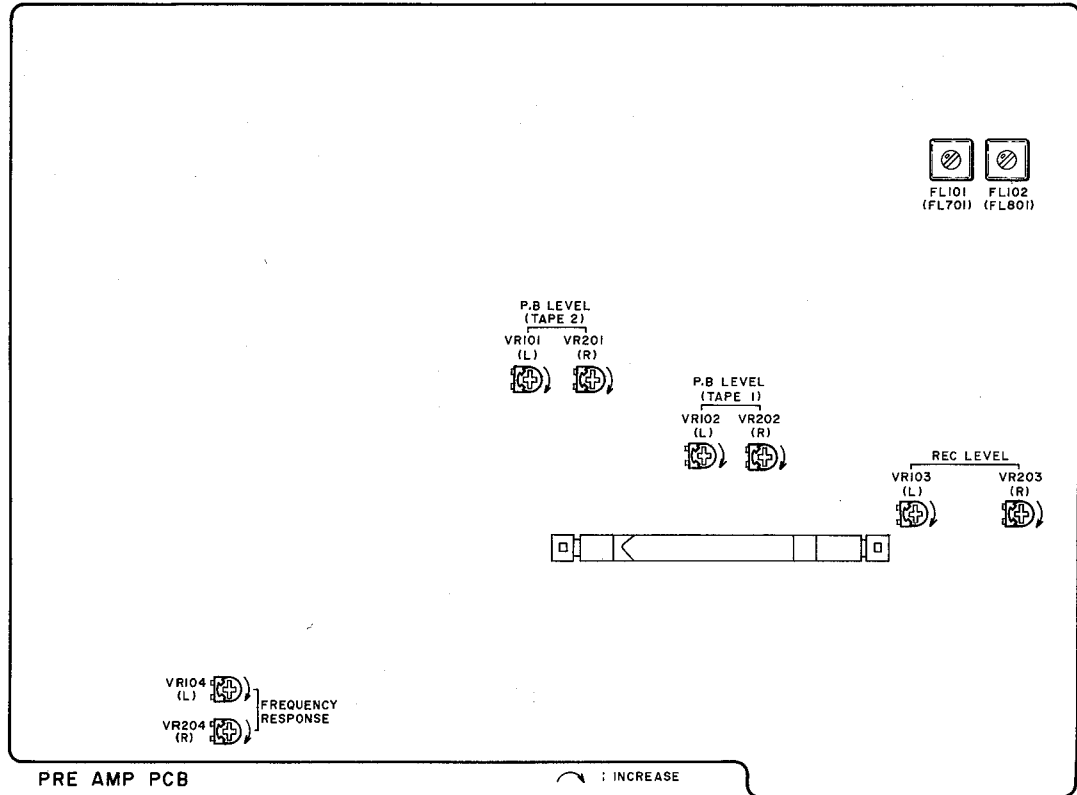 FL101 FL102
(FL701) (FL801)
P.B LEVEL
(TAPE 2)
VR101 VR201
(L) (R)
P.B LEVEL
(TAPE 1)
VR102 VR202
(L) (R)
REC LEVEL
VR103 VR203
(L) (R)
VR104
(L)
FREQUENCY
RESPONSE
VR204
(R)
PRE AMP PCB
: INCREASE